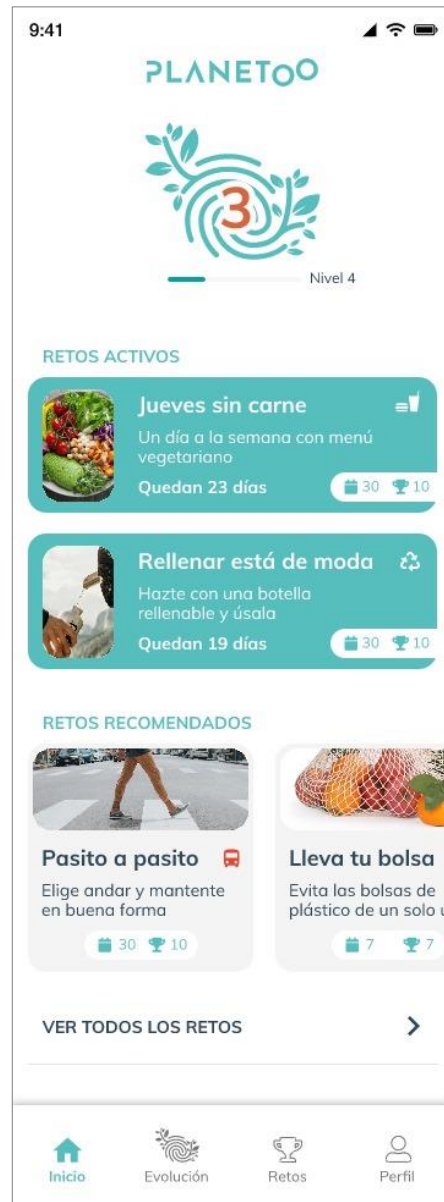 9:41
PLANETOO
3
Nivel 4
RETOS ACTIVOS
Jueves sin carne
Un día a la semana con menú
vegetariano
Quedan 23 días
30 10
Rellenar está de moda
Hazte con una botella
rellenable y úsala
Quedan 19 días
30 10
RETOS RECOMENDADOS
Pasito a pasito
Elige andar y mantente
en buena forma
30 10
Lleva tu bolsa
Evita las bolsas de
plástico de un solo u
7 7
VER TODOS LOS RETOS
Inicio
Evolución
Retos
Perfil